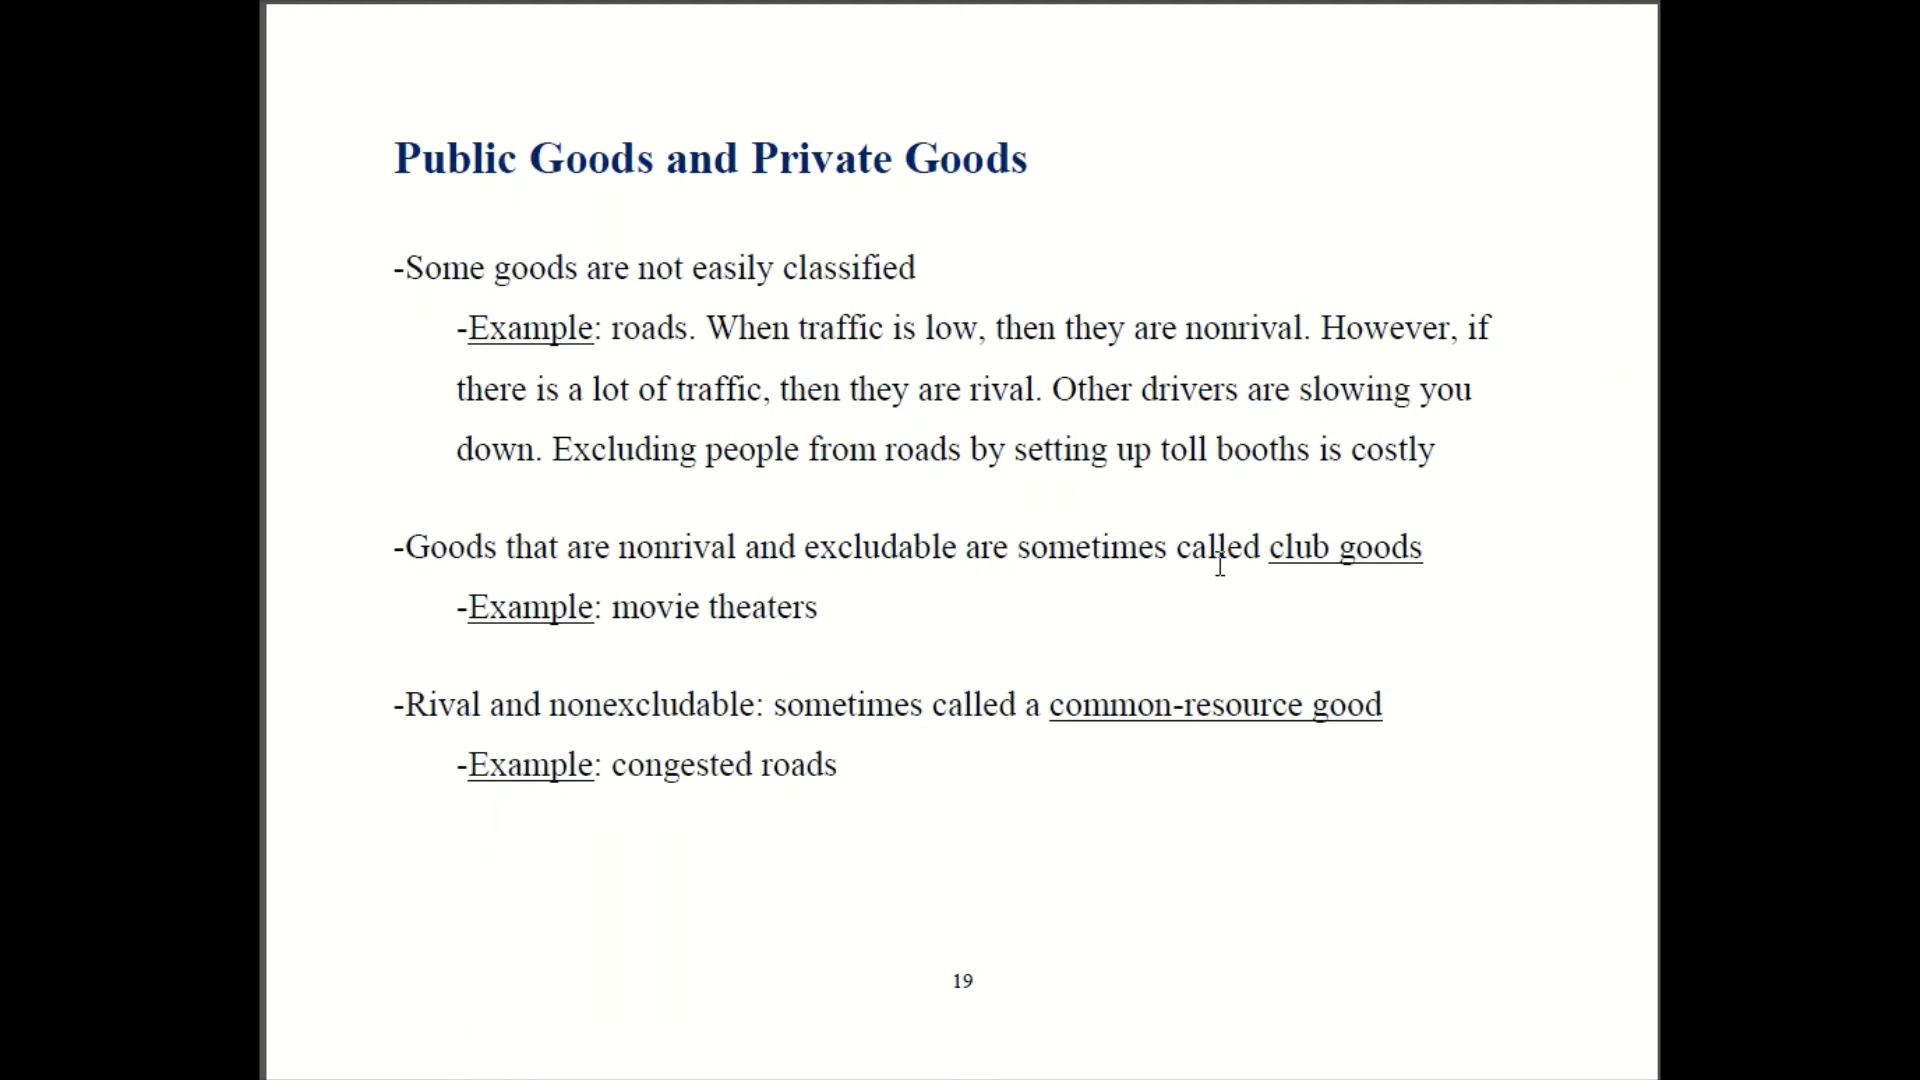 Public Goods and Private Goods
-Some goods are not easily classified
-Example: roads. When traffic is low, then they are nonrival. However, if
there is a lot of traffic, then they are rival. Other drivers are slowing you
down. Excluding people from roads by setting up toll booths is costly
-Goods that are nonrival and excludable are sometimes called club goods
-Example: movie theaters
-Rival and nonexcludable: sometimes called a common-resource good
-Example: congested roads
19